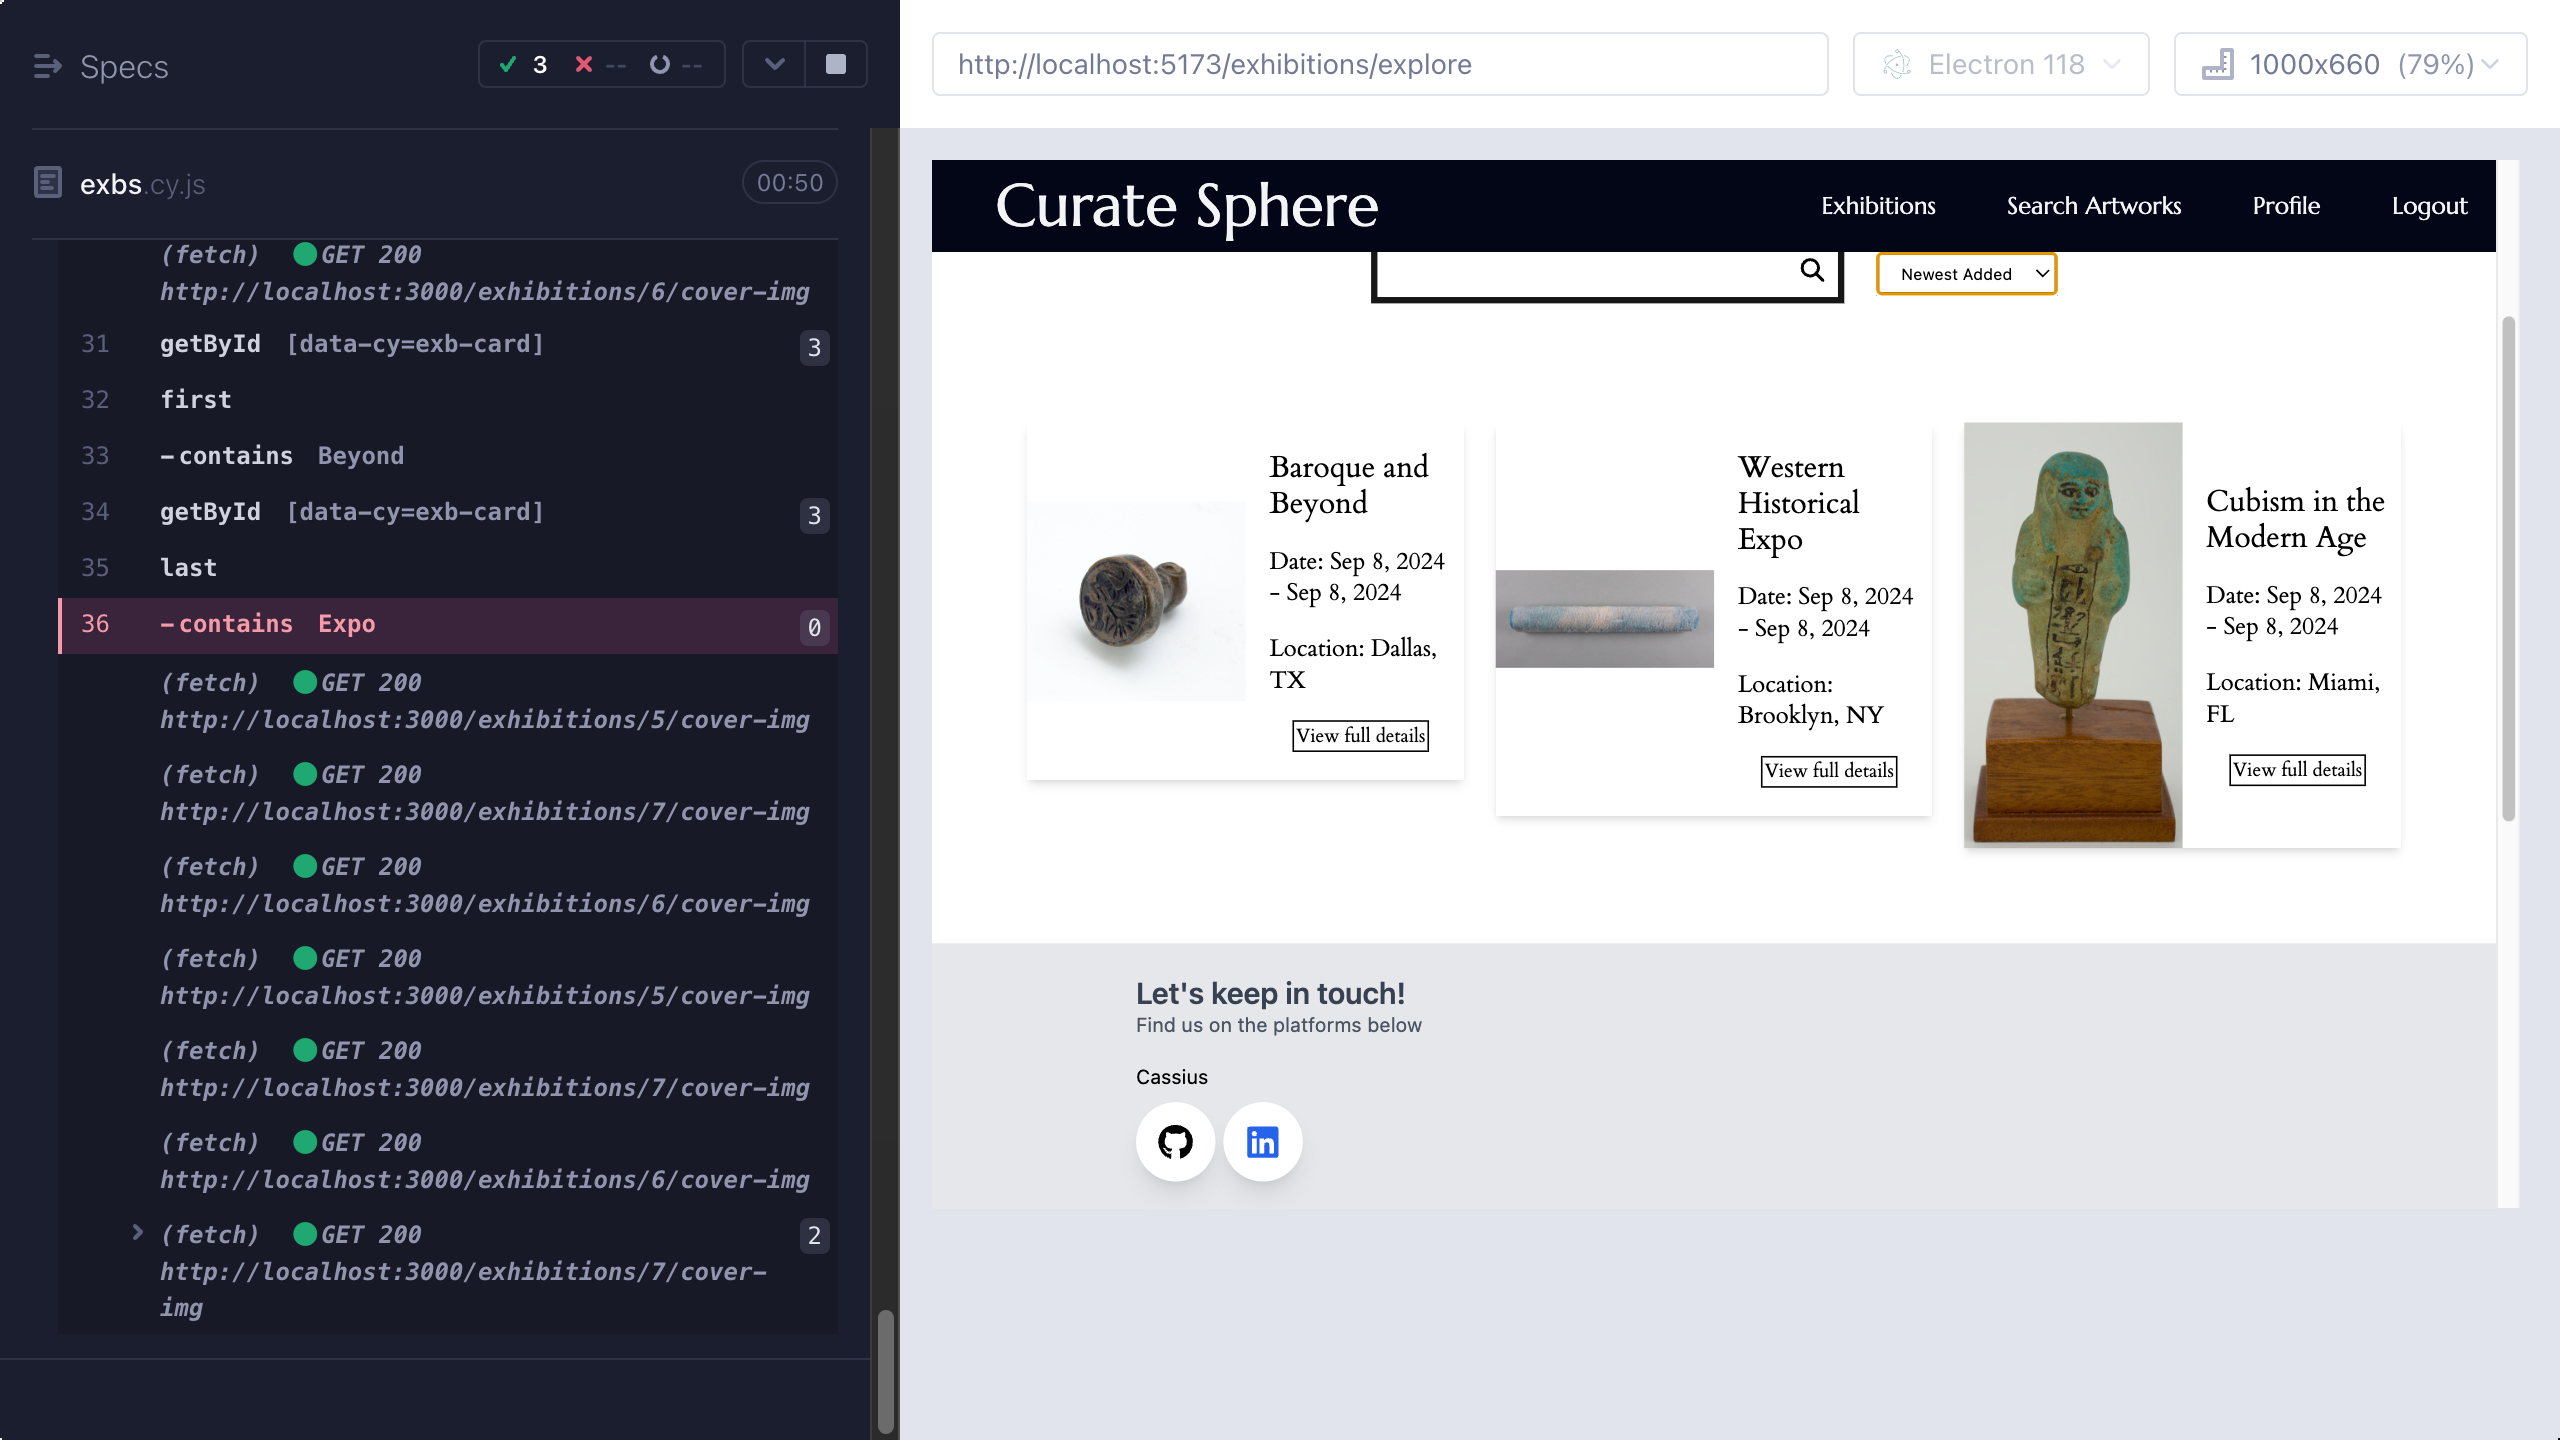 Specs
3
--
--
exbs.cy.js
00:50
(fetch) GET 200
http://localhost:3000/exhibitions/6/cover-img
31 getById [data-cy=exb-card] 3
32 first
33 -contains Beyond
34 getById [data-cy=exb-card] 3
35 last
36 -contains Expo 0
(fetch) GET 200
http://localhost:3000/exhibitions/5/cover-img
(fetch) GET 200
http://localhost:3000/exhibitions/7/cover-img
(fetch) GET 200
http://localhost:3000/exhibitions/6/cover-img
(fetch) GET 200
http://localhost:3000/exhibitions/5/cover-img
(fetch) GET 200
http://localhost:3000/exhibitions/7/cover-img
(fetch) GET 200
http://localhost:3000/exhibitions/6/cover-img
(fetch) GET 200 2
http://localhost:3000/exhibitions/7/cover-
img
http://localhost:5173/exhibitions/explore
Electron 118
1000x660 (79%)
Curate Sphere
Exhibitions
Search Artworks
Profile
Logout
Newest Added
Baroque and
Beyond
Date: Sep 8, 2024
- Sep 8, 2024
Location: Dallas,
TX
View full details
Western
Historical
Expo
Date: Sep 8, 2024
- Sep 8, 2024
Location:
Brooklyn, NY
View full details
Cubism in the
Modern Age
Date: Sep 8, 2024
- Sep 8, 2024
Location: Miami,
FL
View full details
Let's keep in touch!
Find us on the platforms below
Cassius
in